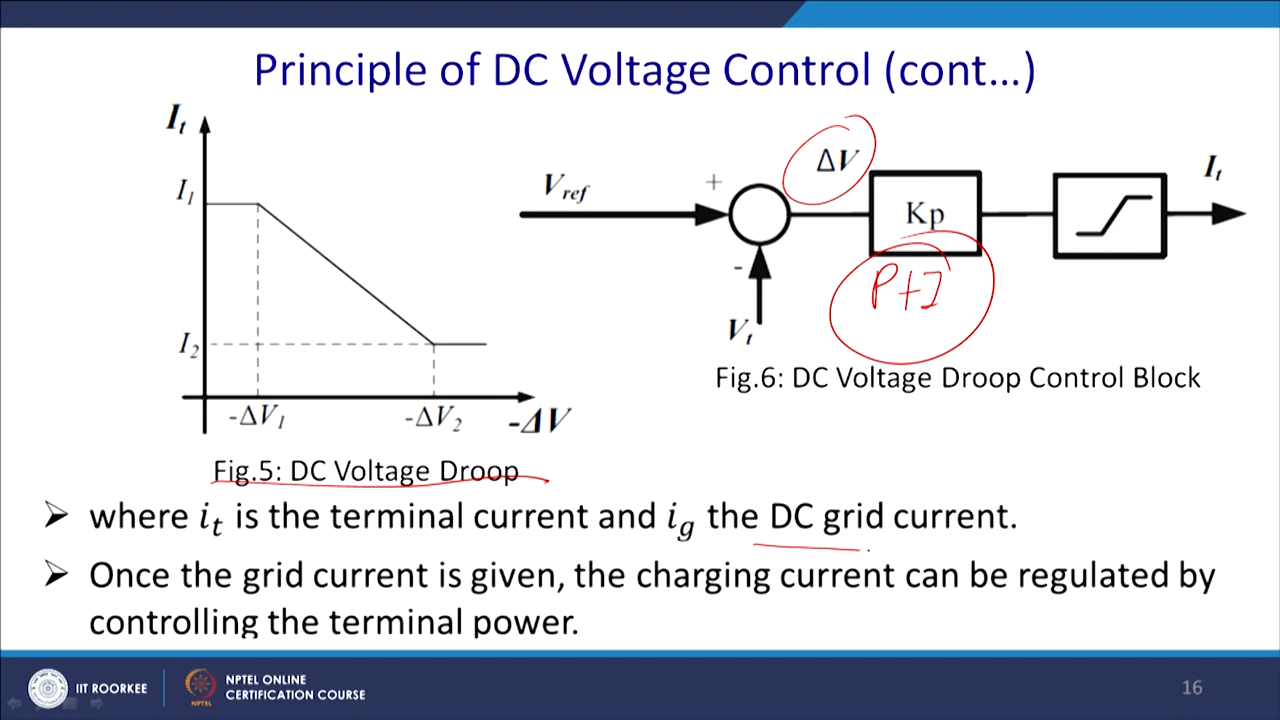 Principle of DC Voltage Control (cont...)
I_t
I_1
I_2
-ΔV_1
-ΔV_2
-ΔV
Fig.5: DC Voltage Droop
V_ref
+
-
V_t
ΔV
Kp
P+I
I_t
Fig.6: DC Voltage Droop Control Block
➢ where i_t is the terminal current and i_g the DC grid current.
➢ Once the grid current is given, the charging current can be regulated by
controlling the terminal power.
IIT ROORKEE
NPTEL
NPTEL ONLINE
CERTIFICATION COURSE
16